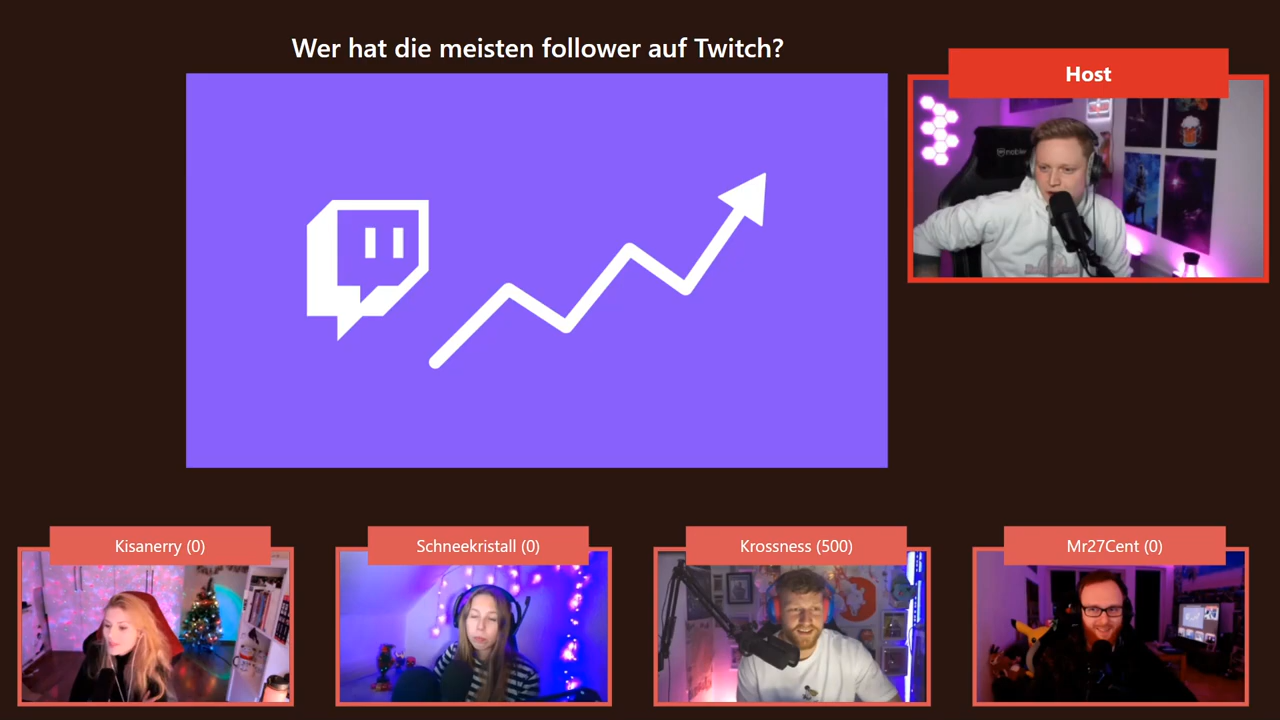 Wer hat die meisten follower auf Twitch?
Host
Kisanerry (0)
Schneekristall (0)
Krossness (500)
Mr27Cent (0)